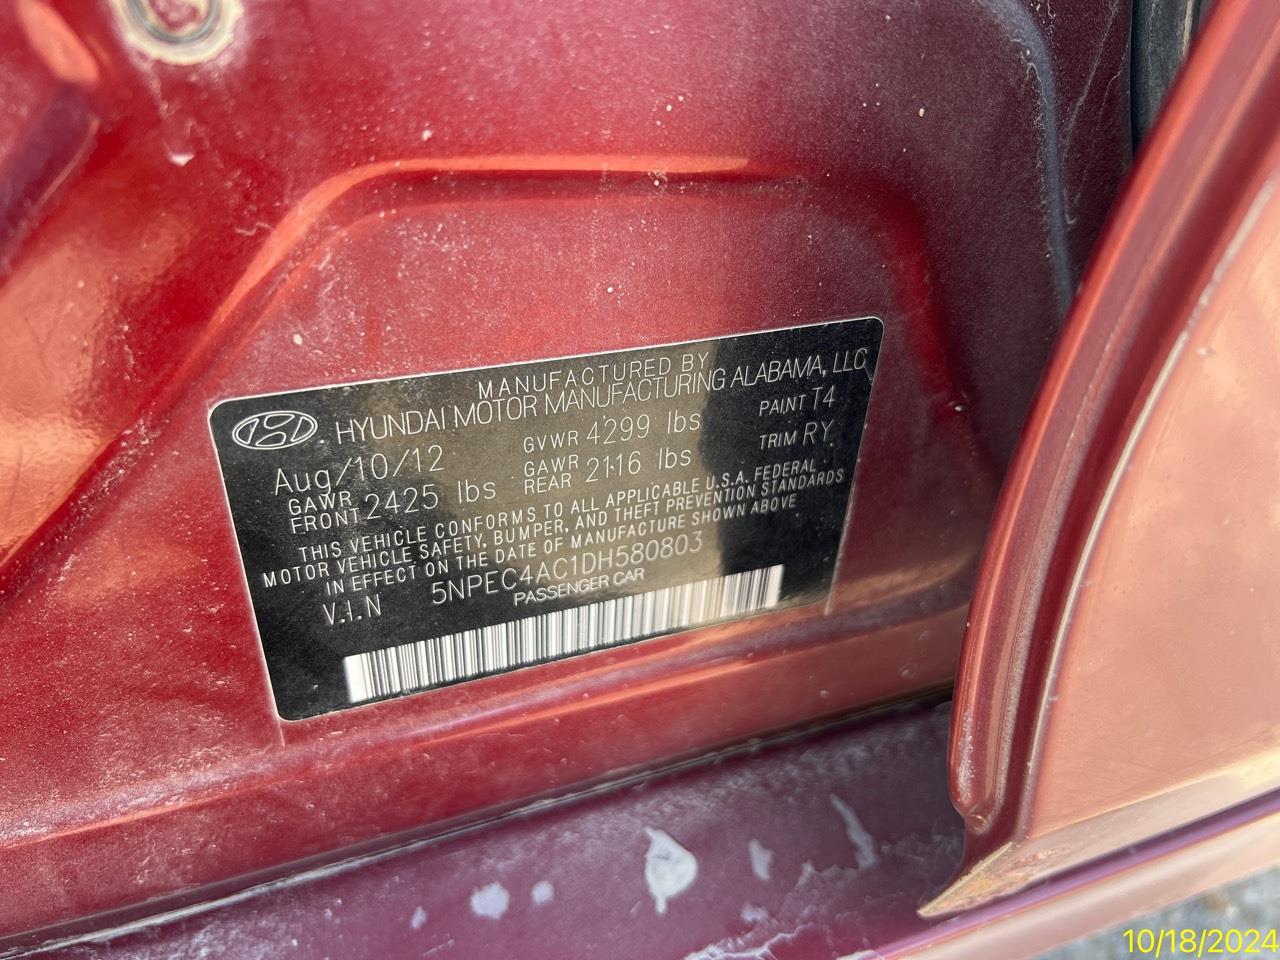 MANUFACTURED BY
HYUNDAI MOTOR MANUFACTURING ALABAMA, LLC
Aug/10/12 GVWR 4299 lbs PAINT T4
GAWR FRONT 2425 lbs GAWR REAR 2116 lbs TRIM RY
THIS VEHICLE CONFORMS TO ALL APPLICABLE U.S.A. FEDERAL
MOTOR VEHICLE SAFETY, BUMPER, AND THEFT PREVENTION STANDARDS
IN EFFECT ON THE DATE OF MANUFACTURE SHOWN ABOVE
V.I.N 5NPEC4AC1DH580803
PASSENGER CAR
10/18/2024